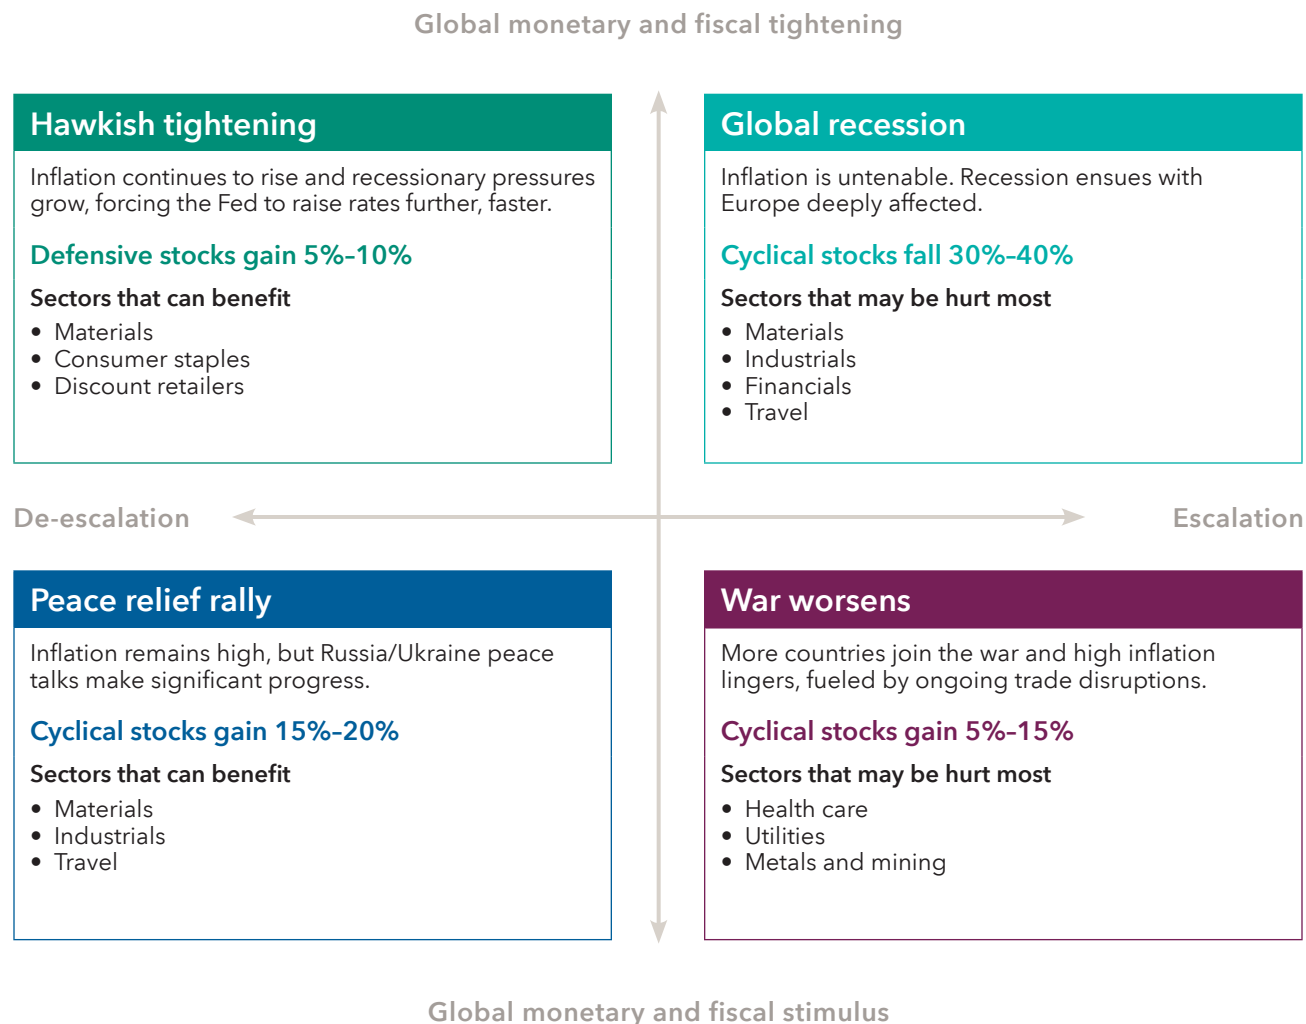 Global monetary and fiscal tightening
Hawkish tightening
Inflation continues to rise and recessionary pressures
grow, forcing the Fed to raise rates further, faster.
Defensive stocks gain 5%–10%
Sectors that can benefit
• Materials
• Consumer staples
• Discount retailers
Global recession
Inflation is untenable. Recession ensues with
Europe deeply affected.
Cyclical stocks fall 30%–40%
Sectors that may be hurt most
• Materials
• Industrials
• Financials
• Travel
De-escalation
Escalation
Peace relief rally
Inflation remains high, but Russia/Ukraine peace
talks make significant progress.
Cyclical stocks gain 15%–20%
Sectors that can benefit
• Materials
• Industrials
• Travel
War worsens
More countries join the war and high inflation
lingers, fueled by ongoing trade disruptions.
Cyclical stocks gain 5%–15%
Sectors that may be hurt most
• Health care
• Utilities
• Metals and mining
Global monetary and fiscal stimulus